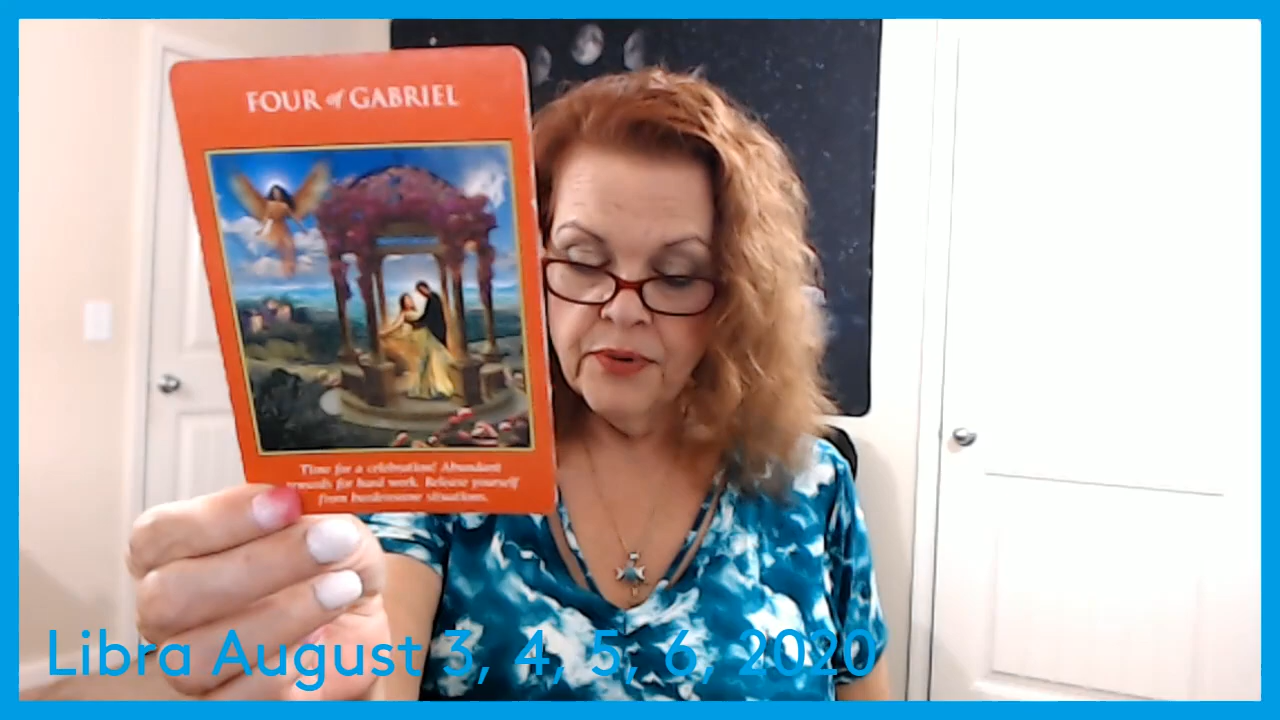 FOUR of GABRIEL
Time for a celebration! Abundant
rewards for hard work. Release yourself
from burdensome situations.
Libra August 3, 4, 5, 6, 2020